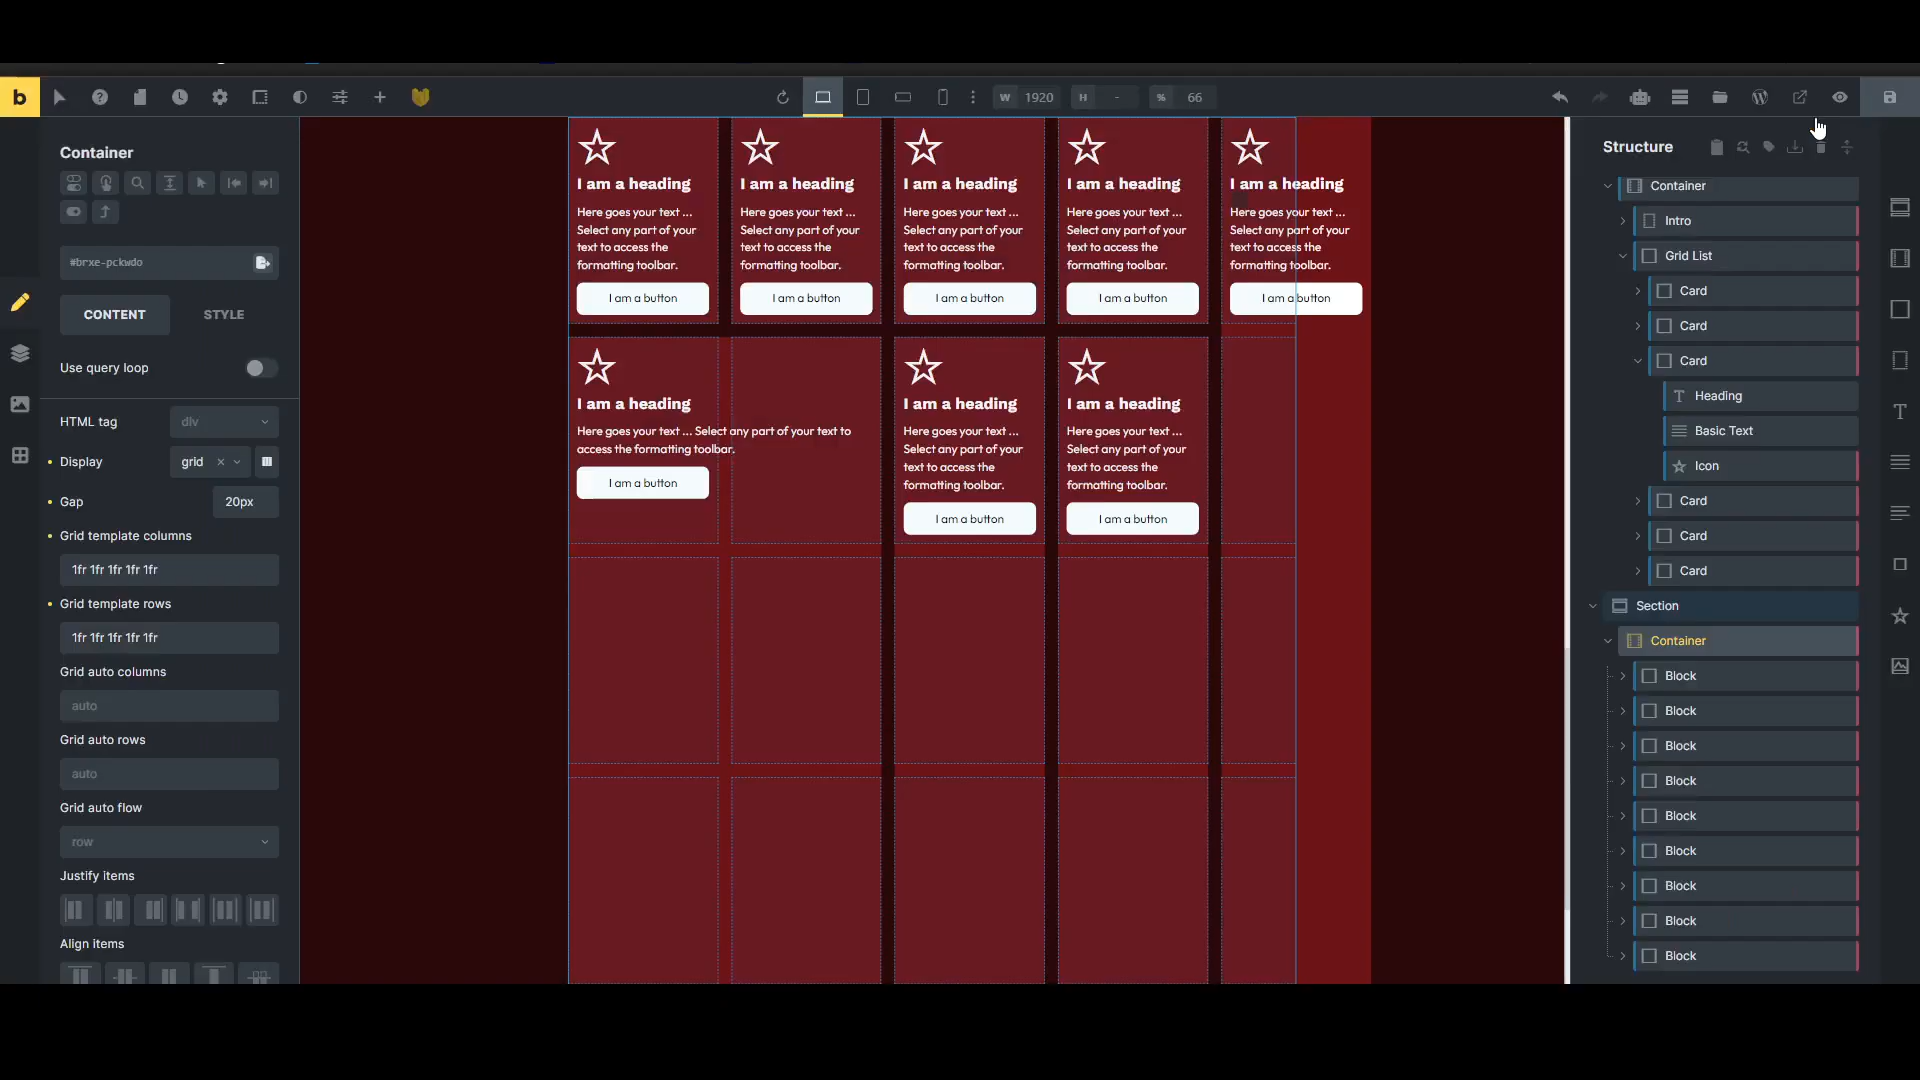 b
W 1920 H - % 66
Container
#brxe-pckwdo
CONTENT STYLE
Use query loop
HTML tag div
Display grid
Gap 20px
Grid template columns
1fr 1fr 1fr 1fr 1fr
Grid template rows
1fr 1fr 1fr 1fr 1fr
Grid auto columns
auto
Grid auto rows
auto
Grid auto flow
row
Justify items
Align items
I am a heading
Here goes your text ...
Select any part of your
text to access the
formatting toolbar.
I am a button
I am a heading
Here goes your text ...
Select any part of your
text to access the
formatting toolbar.
I am a button
I am a heading
Here goes your text ...
Select any part of your
text to access the
formatting toolbar.
I am a button
I am a heading
Here goes your text ...
Select any part of your
text to access the
formatting toolbar.
I am a button
I am a heading
Here goes your text ...
Select any part of your
text to access the
formatting toolbar.
I am a button
I am a heading
Here goes your text ... Select any part of your text to
access the formatting toolbar.
I am a button
I am a heading
Here goes your text ...
Select any part of your
text to access the
formatting toolbar.
I am a button
I am a heading
Here goes your text ...
Select any part of your
text to access the
formatting toolbar.
I am a button
Structure
Container
Intro
Grid List
Card
Card
Card
Heading
Basic Text
Icon
Card
Card
Card
Section
Container
Block
Block
Block
Block
Block
Block
Block
Block
Block